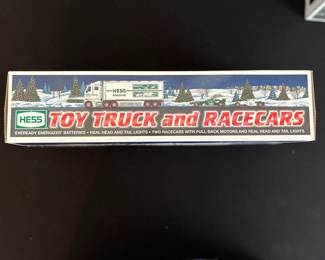 HESS
HESS
TOY TRUCK and RACECARS
EVEREADY ENERGIZER® BATTERIES • REAL HEAD AND TAIL LIGHTS • TWO RACECARS WITH PULL-BACK MOTORS AND REAL HEAD AND TAIL LIGHTS